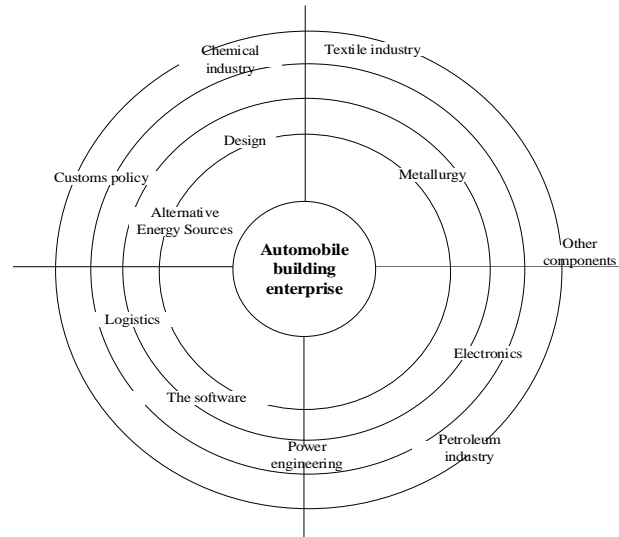 Chemical
industry
Textile industry
Design
Customs policy
Metallurgy
Alternative
Energy Sources
Automobile
building
enterprise
Other
components
Logistics
Electronics
The software
Power
engineering
Petroleum
industry